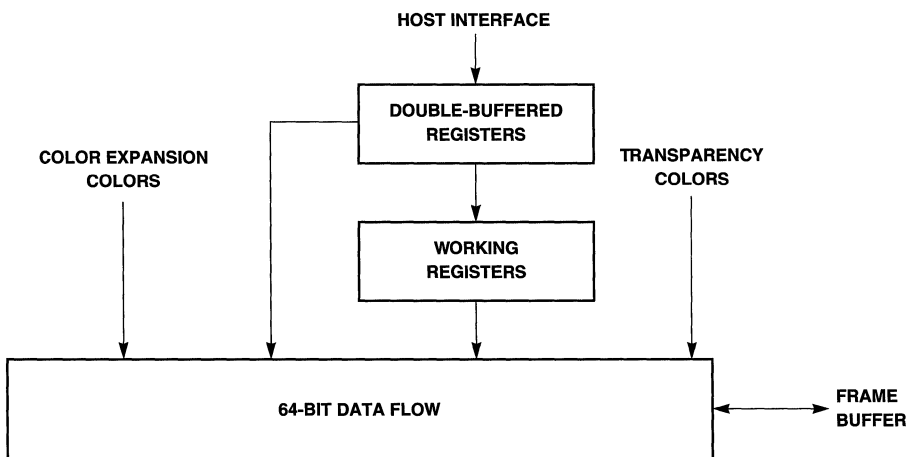 HOST INTERFACE
DOUBLE-BUFFERED
REGISTERS
COLOR EXPANSION
COLORS
TRANSPARENCY
COLORS
WORKING
REGISTERS
64-BIT DATA FLOW
FRAME
BUFFER